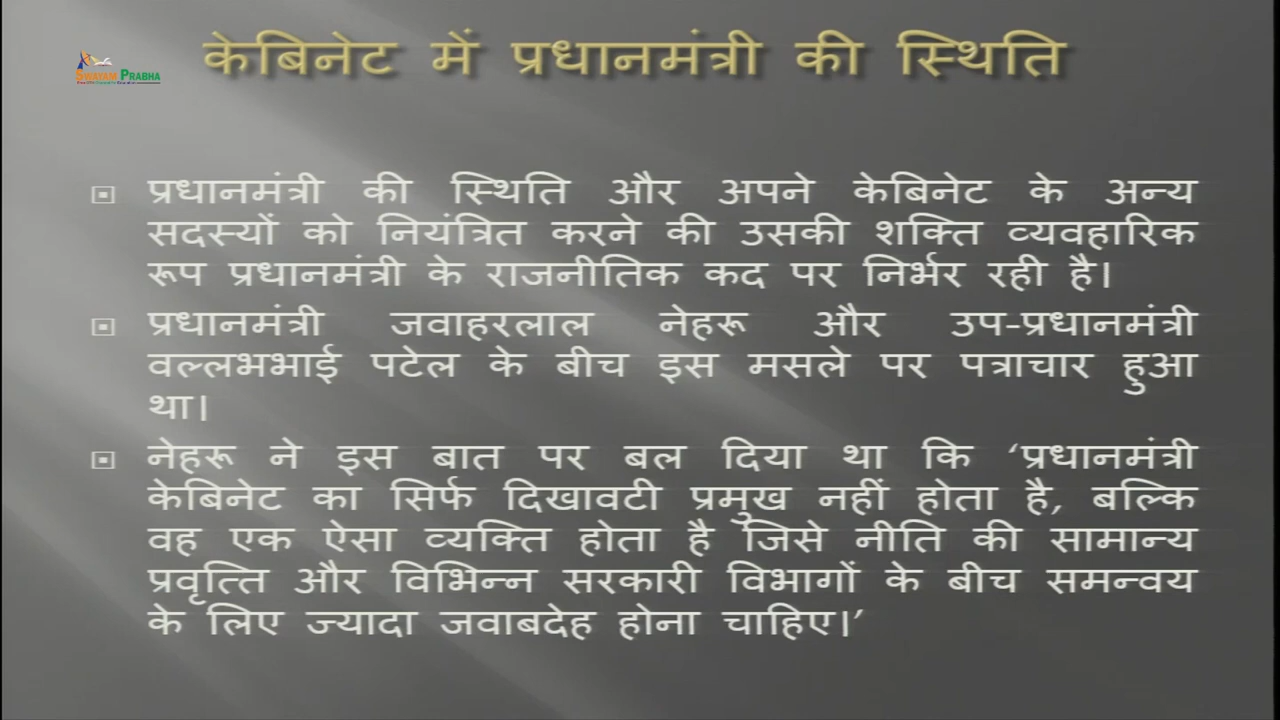 केबिनेट में प्रधानमंत्री की स्थिति
SWAYAM PRABHA
प्रधानमंत्री की स्थिति और अपने केबिनेट के अन्य
सदस्यों को नियंत्रित करने की उसकी शक्ति व्यवहारिक
रूप प्रधानमंत्री के राजनीतिक कद पर निर्भर रही है।
प्रधानमंत्री जवाहरलाल नेहरू और उप-प्रधानमंत्री
वल्लभभाई पटेल के बीच इस मसले पर पत्राचार हुआ
था।
नेहरू ने इस बात पर बल दिया था कि ‘प्रधानमंत्री
केबिनेट का सिर्फ दिखावटी प्रमुख नहीं होता है, बल्कि
वह एक ऐसा व्यक्ति होता है जिसे नीति की सामान्य
प्रवृत्ति और विभिन्न सरकारी विभागों के बीच समन्वय
के लिए ज्यादा जवाबदेह होना चाहिए।’